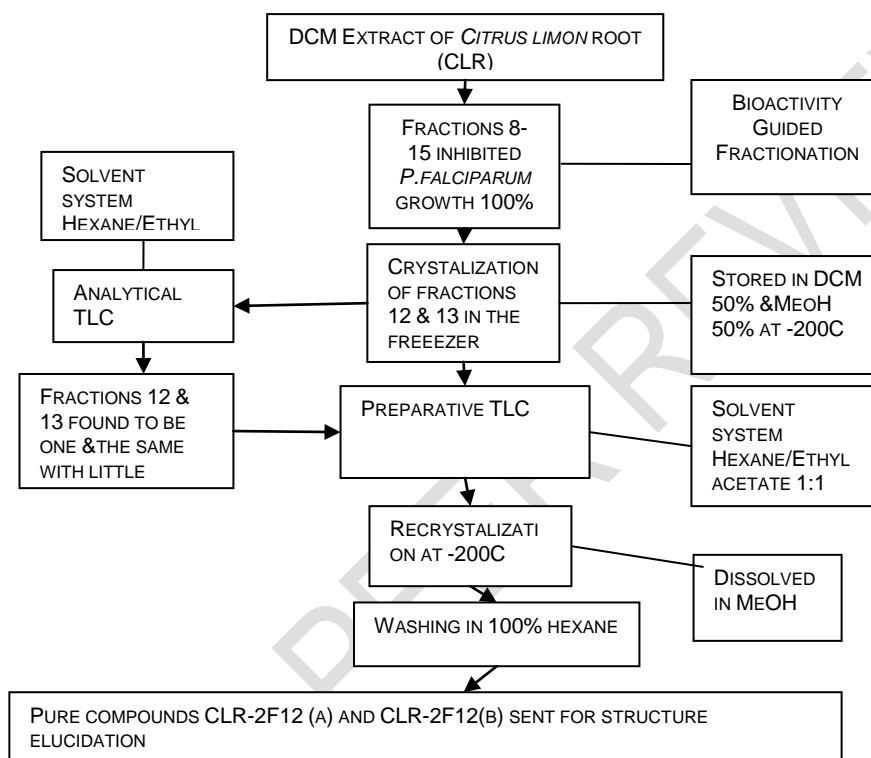 DCM EXTRACT OF CITRUS LIMON ROOT
(CLR)
FRACTIONS 8-
15 INHIBITED
P.FALCIPARUM
GROWTH 100%
BIOACTIVITY
GUIDED
FRACTIONATION
SOLVENT
SYSTEM
HEXANE/ETHYL
ANALYTICAL
TLC
CRYSTALIZATION
OF FRACTIONS
12 & 13 IN THE
FREEEZER
STORED IN DCM
50% &MEOH
50% AT -200C
FRACTIONS 12 &
13 FOUND TO BE
ONE &THE SAME
WITH LITTLE
PREPARATIVE TLC
SOLVENT
SYSTEM
HEXANE/ETHYL
ACETATE 1:1
RECRYSTALIZATI
ON AT -200C
DISSOLVED
IN MEOH
WASHING IN 100% HEXANE
PURE COMPOUNDS CLR-2F12 (A) AND CLR-2F12(B) SENT FOR STRUCTURE
ELUCIDATION